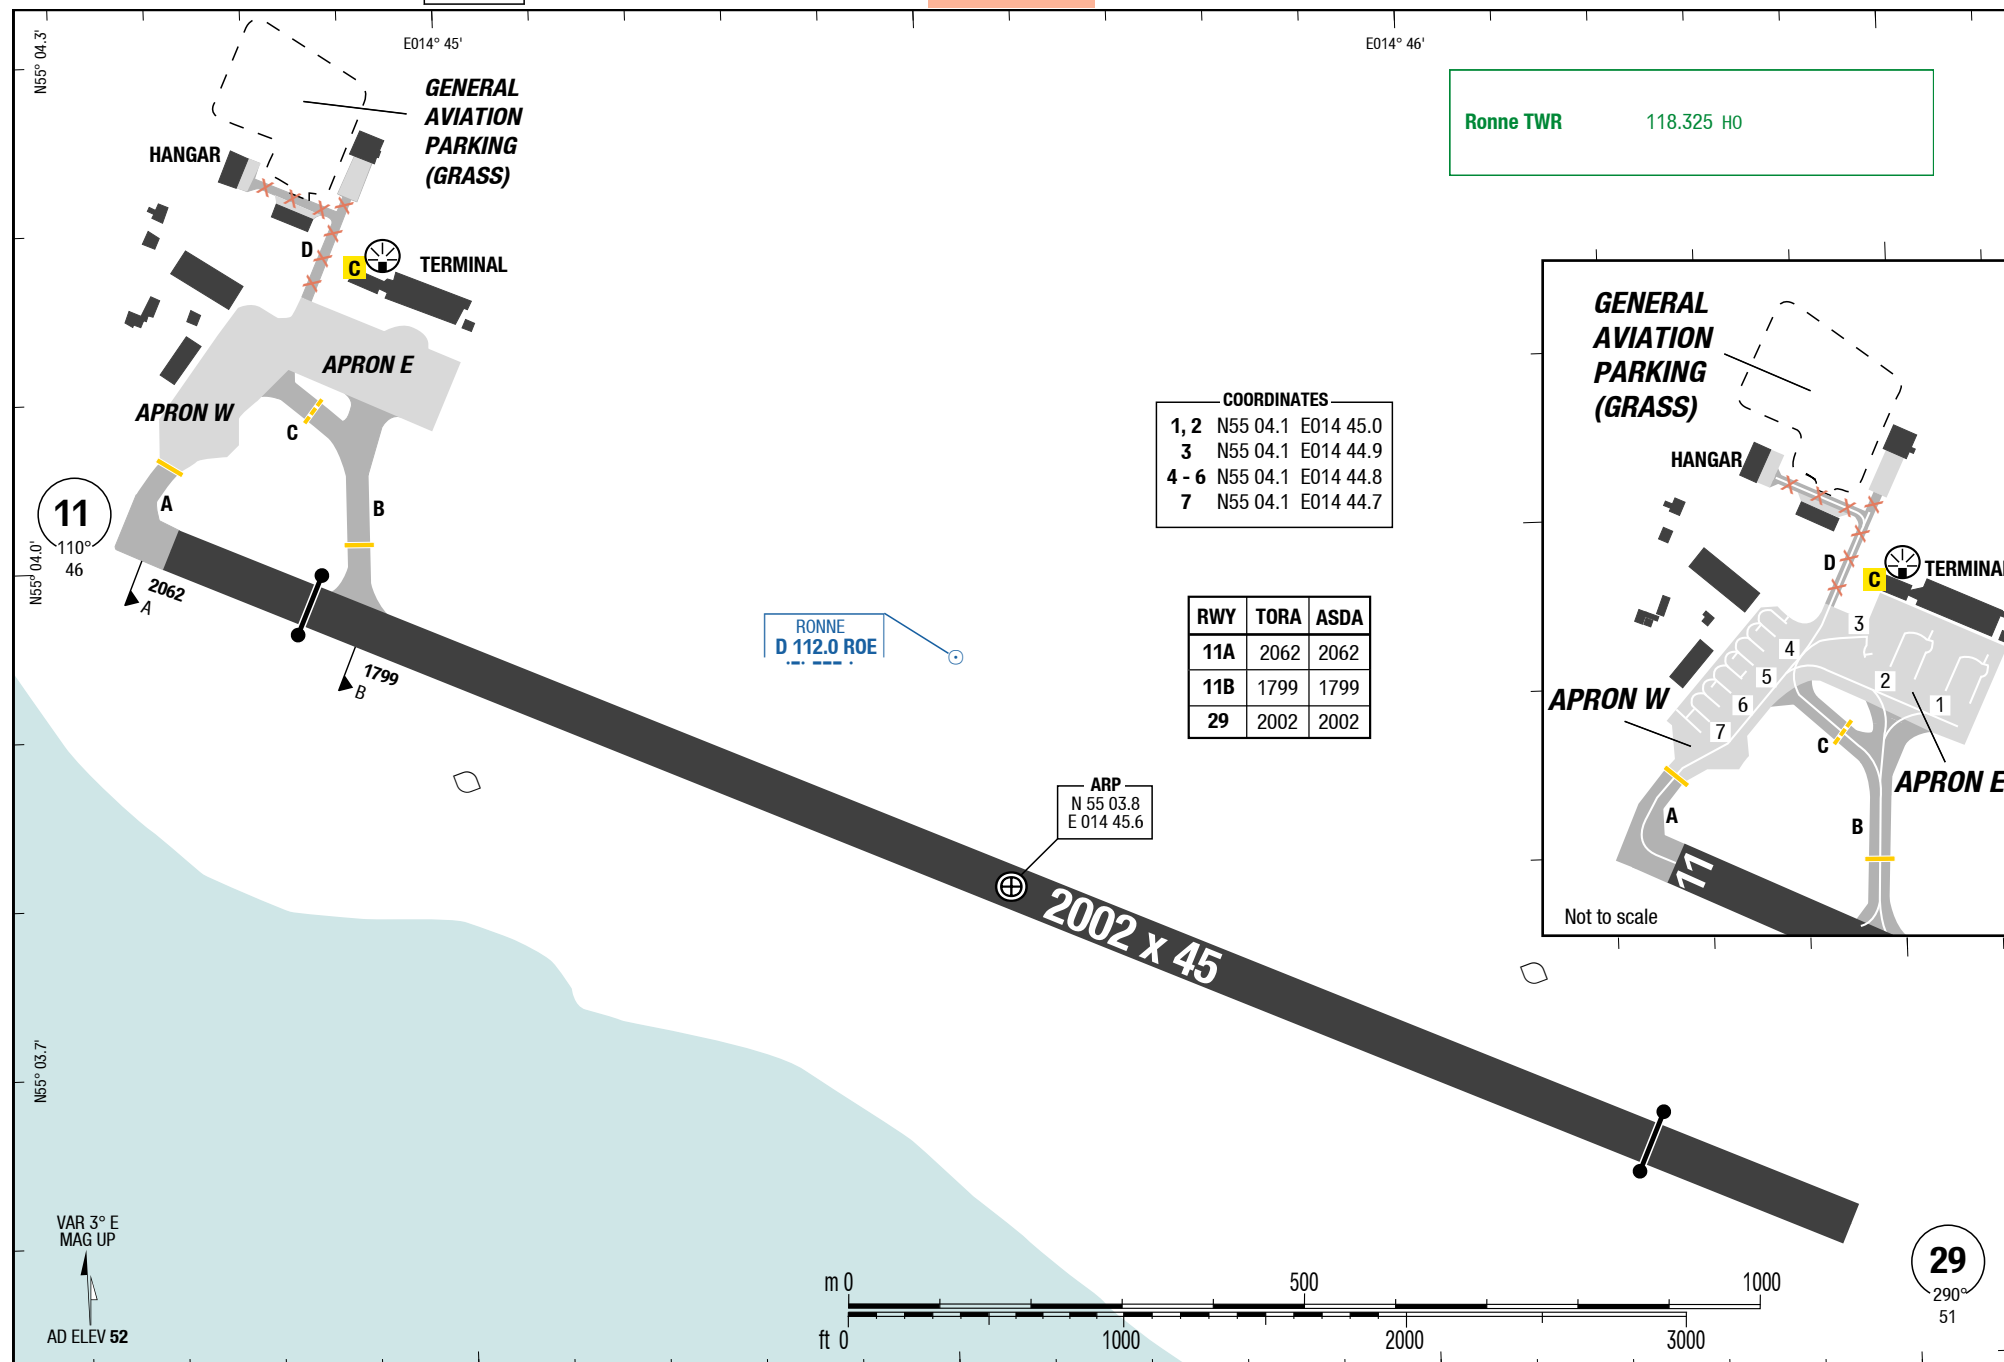 N55° 04.3'
E014° 45'
E014° 46'
GENERAL
AVIATION
PARKING
(GRASS)
HANGAR
D
C
TERMINAL
APRON E
APRON W
C
A
B
11
110°
46
N55° 04.0'
2062
A
1799
B
Ronne TWR 118.325 HO
COORDINATES
1, 2 N55 04.1 E014 45.0
3 N55 04.1 E014 44.9
4 - 6 N55 04.1 E014 44.8
7 N55 04.1 E014 44.7
RONNE
D 112.0 ROE
RWY TORA ASDA
11A 2062 2062
11B 1799 1799
29 2002 2002
ARP
N 55 03.8
E 014 45.6
2002 x 45
GENERAL
AVIATION
PARKING
(GRASS)
HANGAR
D
C
TERMINAL
3
4
5
2
6
1
7
APRON W
C
APRON E
A
B
11
Not to scale
N55° 03.7'
VAR 3° E
MAG UP
AD ELEV 52
m 0 500 1000
ft 0 1000 2000 3000
29
290°
51